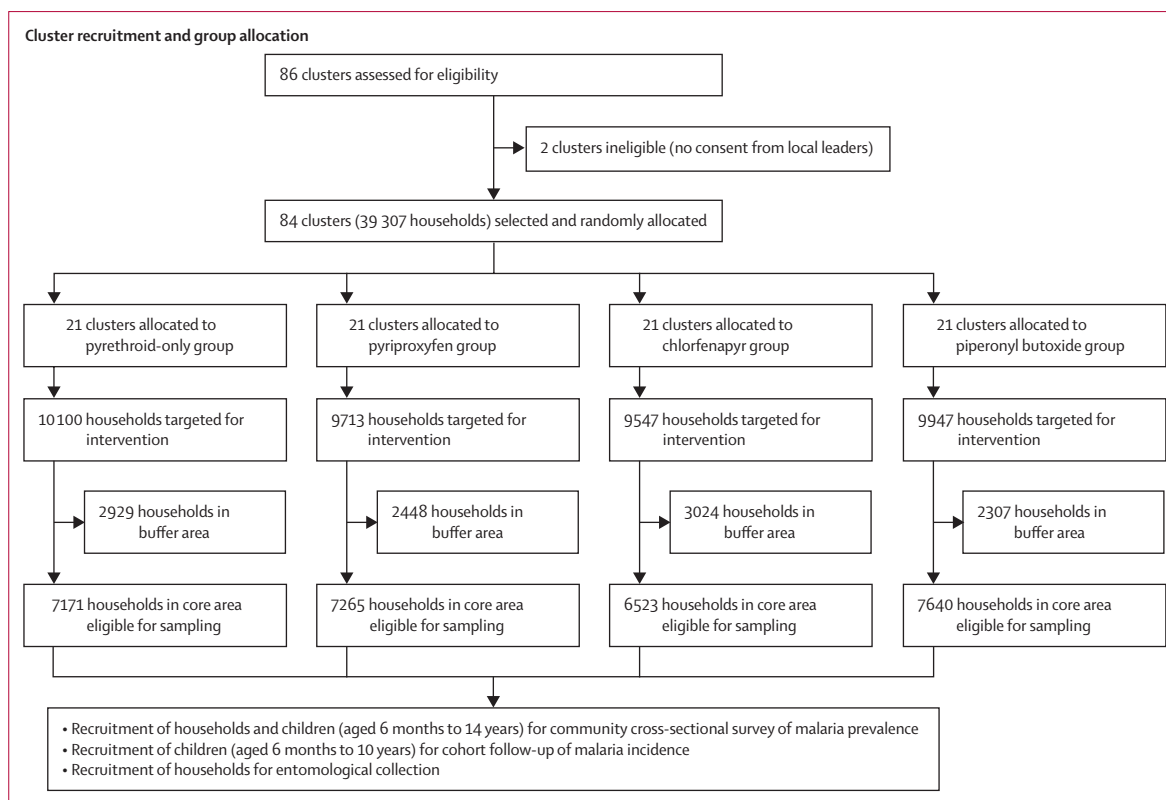 Cluster recruitment and group allocation
86 clusters assessed for eligibility
2 clusters ineligible (no consent from local leaders)
84 clusters (39 307 households) selected and randomly allocated
21 clusters allocated to
pyrethroid-only group
21 clusters allocated to
pyriproxyfen group
21 clusters allocated to
chlorfenapyr group
21 clusters allocated to
piperonyl butoxide group
10 100 households targeted for
intervention
9713 households targeted for
intervention
9547 households targeted for
intervention
9947 households targeted for
intervention
2929 households in
buffer area
2448 households in
buffer area
3024 households in
buffer area
2307 households in
buffer area
7171 households in core area
eligible for sampling
7265 households in core area
eligible for sampling
6523 households in core area
eligible for sampling
7640 households in core area
eligible for sampling
• Recruitment of households and children (aged 6 months to 14 years) for community cross-sectional survey of malaria prevalence
• Recruitment of children (aged 6 months to 10 years) for cohort follow-up of malaria incidence
• Recruitment of households for entomological collection